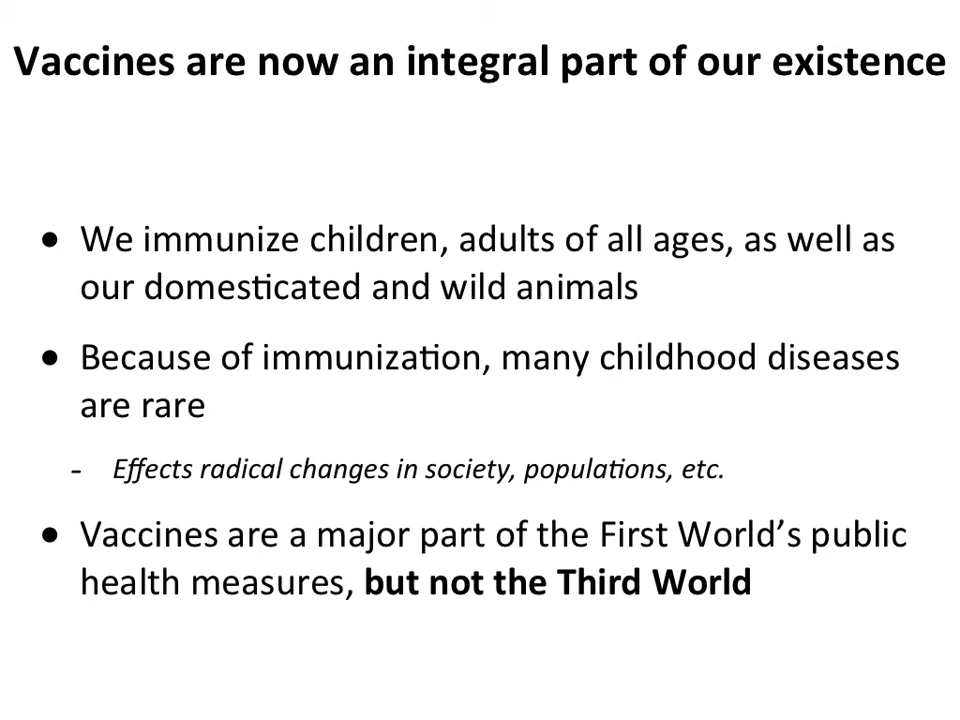 Vaccines are now an integral part of our existence
● We immunize children, adults of all ages, as well as
our domesticated and wild animals
● Because of immunization, many childhood diseases
are rare
- Effects radical changes in society, populations, etc.
● Vaccines are a major part of the First World’s public
health measures, but not the Third World